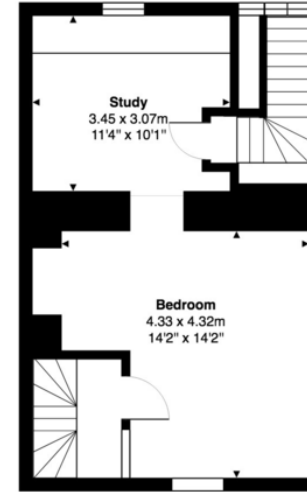 Study
3.45 x 3.07m
11'4" x 10'1"
Bedroom
4.33 x 4.32m
14'2" x 14'2"